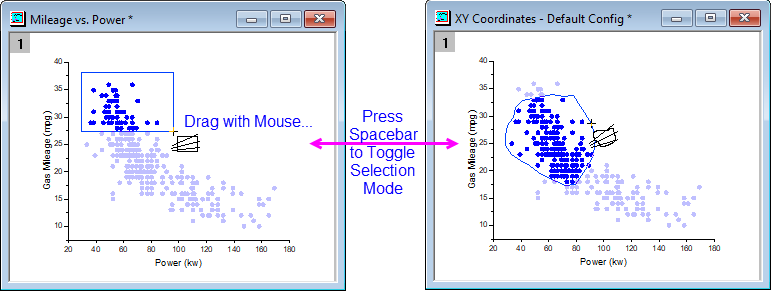 Mileage vs. Power *
1
40
35
30
25
20
15
10
Gas Mileage (mpg)
20 40 60 80 100 120 140 160 180
Power (kw)
Drag with Mouse...
Press
Spacebar
to Toggle
Selection
Mode
XY Coordinates - Default Config *
1
40
35
30
25
20
15
10
Gas Mileage (mpg)
20 40 60 80 100 120 140 160 180
Power (kw)